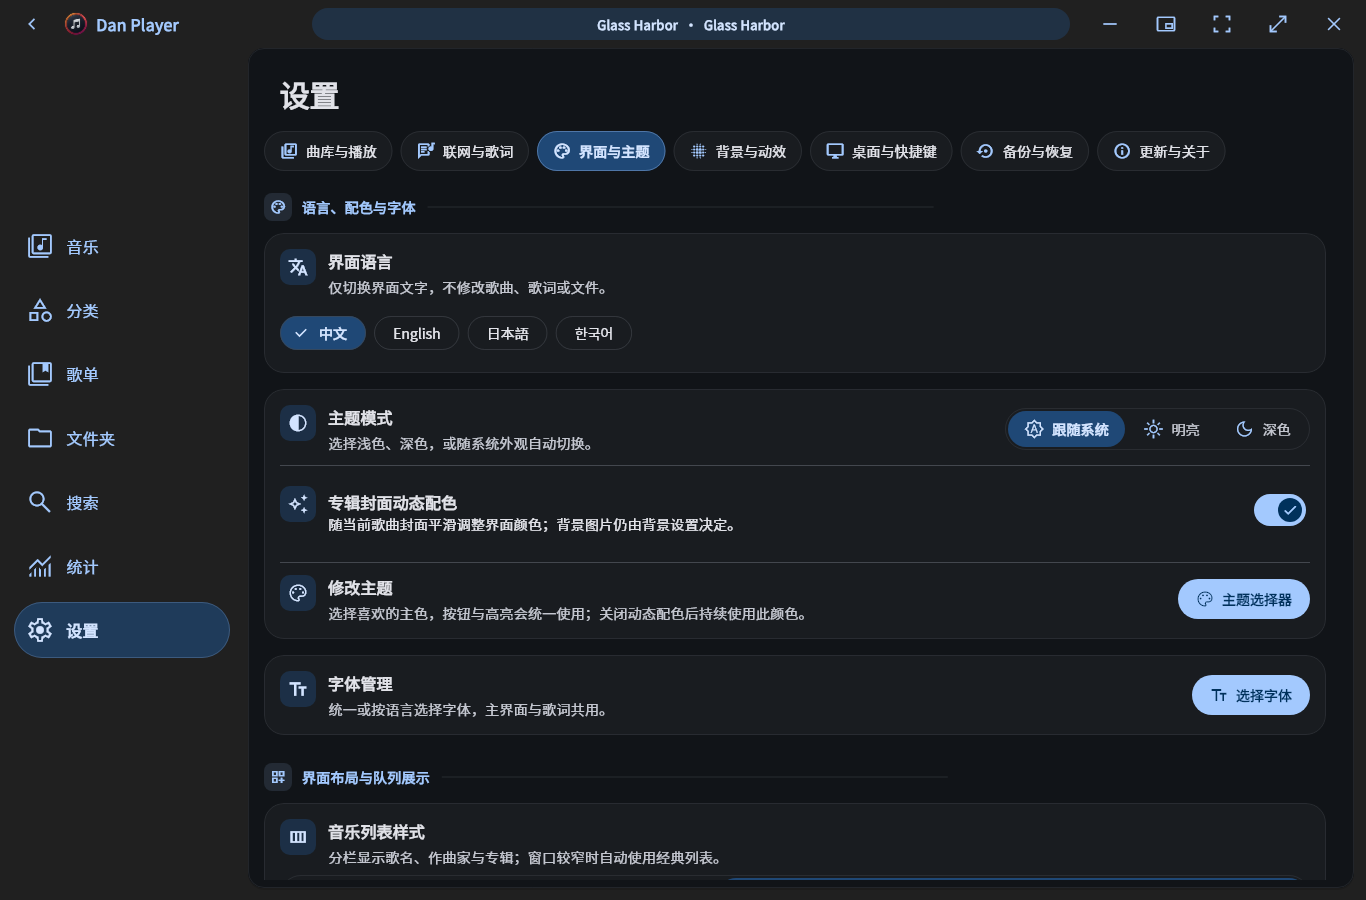 Dan Player
Glass Harbor • Glass Harbor
设置
曲库与播放
联网与歌词
界面与主题
背景与动效
桌面与快捷键
备份与恢复
更新与关于
语言、配色与字体
界面语言
仅切换界面文字，不修改歌曲、歌词或文件。
中文
English
日本語
한국어
主题模式
选择浅色、深色，或随系统外观自动切换。
跟随系统
明亮
深色
专辑封面动态配色
随当前歌曲封面平滑调整界面颜色；背景图片仍由背景设置决定。
修改主题
选择喜欢的主色，按钮与高亮会统一使用；关闭动态配色后持续使用此颜色。
主题选择器
字体管理
统一或按语言选择字体，主界面与歌词共用。
选择字体
界面布局与队列展示
音乐列表样式
分栏显示歌名、作曲家与专辑；窗口较窄时自动使用经典列表。
音乐
分类
歌单
文件夹
搜索
统计
设置